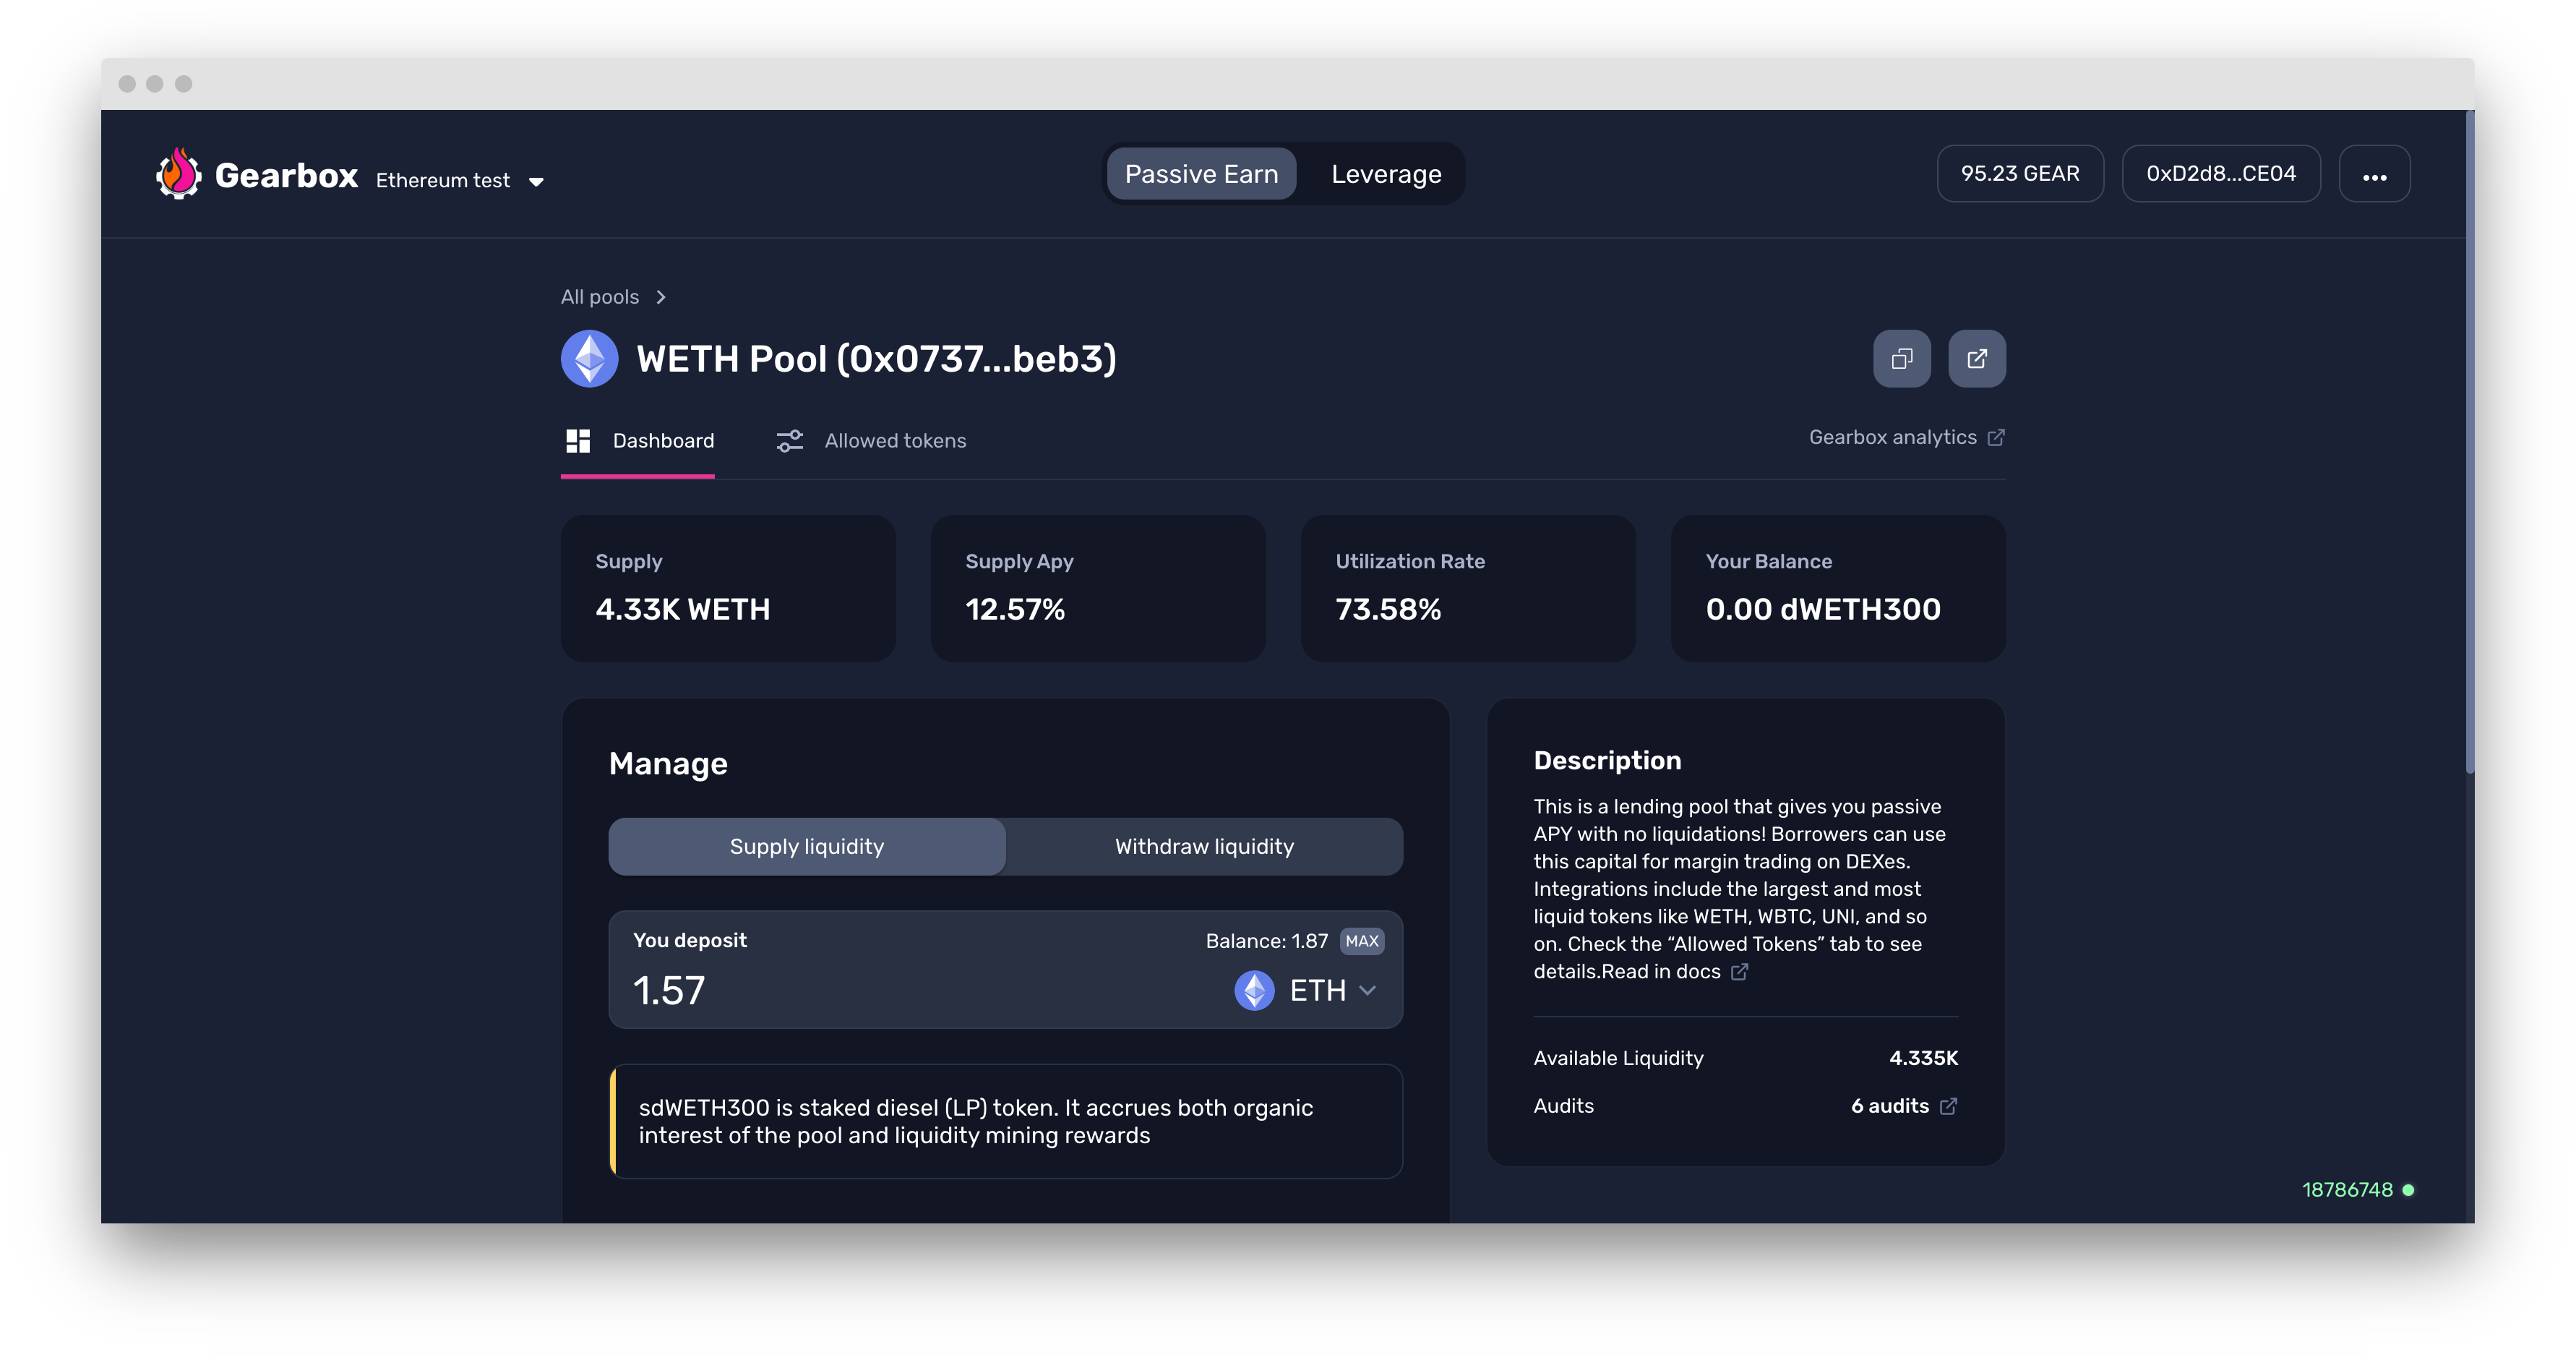 Gearbox
Ethereum test
Passive Earn
Leverage
95.23 GEAR
0xD2d8...CE04
All pools
WETH Pool (0x0737...beb3)
Dashboard
Allowed tokens
Gearbox analytics
Supply
4.33K WETH
Supply Apy
12.57%
Utilization Rate
73.58%
Your Balance
0.00 dWETH300
Manage
Supply liquidity
Withdraw liquidity
You deposit
Balance: 1.87
MAX
1.57
ETH
sdWETH300 is staked diesel (LP) token. It accrues both organic
interest of the pool and liquidity mining rewards
Description
This is a lending pool that gives you passive
APY with no liquidations! Borrowers can use
this capital for margin trading on DEXes.
Integrations include the largest and most
liquid tokens like WETH, WBTC, UNI, and so
on. Check the “Allowed Tokens” tab to see
details.Read in docs
Available Liquidity
4.335K
Audits
6 audits
18786748